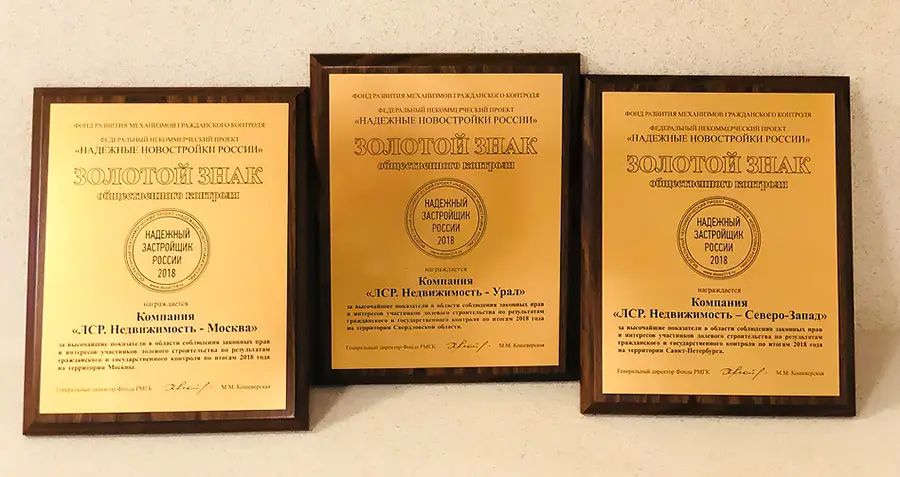 ФОНД РАЗВИТИЯ МЕХАНИЗМОВ ГРАЖДАНСКОГО КОНТРОЛЯ
ФЕДЕРАЛЬНЫЙ НЕКОММЕРЧЕСКИЙ ПРОЕКТ
«НАДЕЖНЫЕ НОВОСТРОЙКИ РОССИИ»
ЗОЛОТОЙ ЗНАК
общественного контроля
НАДЕЖНЫЙ
ЗАСТРОЙЩИК
РОССИИ
2018
награждается
Компания
«ЛСР. Недвижимость - Москва»
за высочайшие показатели в области соблюдения законных прав
и интересов участников долевого строительства по результатам
гражданского и государственного контроля по итогам 2018 года
на территории Москвы.
Генеральный директор Фонда РМГК
М.М. Кошеворская
ФОНД РАЗВИТИЯ МЕХАНИЗМОВ ГРАЖДАНСКОГО КОНТРОЛЯ
ФЕДЕРАЛЬНЫЙ НЕКОММЕРЧЕСКИЙ ПРОЕКТ
«НАДЕЖНЫЕ НОВОСТРОЙКИ РОССИИ»
ЗОЛОТОЙ ЗНАК
общественного контроля
НАДЕЖНЫЙ
ЗАСТРОЙЩИК
РОССИИ
2018
награждается
Компания
«ЛСР. Недвижимость - Урал»
за высочайшие показатели в области соблюдения законных прав
и интересов участников долевого строительства по результатам
гражданского и государственного контроля по итогам 2018 года
на территории Свердловской области.
Генеральный директор Фонда РМГК
М.М. Кошеворская
ФОНД РАЗВИТИЯ МЕХАНИЗМОВ ГРАЖДАНСКОГО КОНТРОЛЯ
ФЕДЕРАЛЬНЫЙ НЕКОММЕРЧЕСКИЙ ПРОЕКТ
«НАДЕЖНЫЕ НОВОСТРОЙКИ РОССИИ»
ЗОЛОТОЙ ЗНАК
общественного контроля
НАДЕЖНЫЙ
ЗАСТРОЙЩИК
РОССИИ
2018
награждается
Компания
«ЛСР. Недвижимость – Северо-Запад»
за высочайшие показатели в области соблюдения законных прав
и интересов участников долевого строительства по результатам
гражданского и государственного контроля по итогам 2018 года
на территории Санкт-Петербурга.
Генеральный директор Фонда РМГК
М.М. Кошеворская